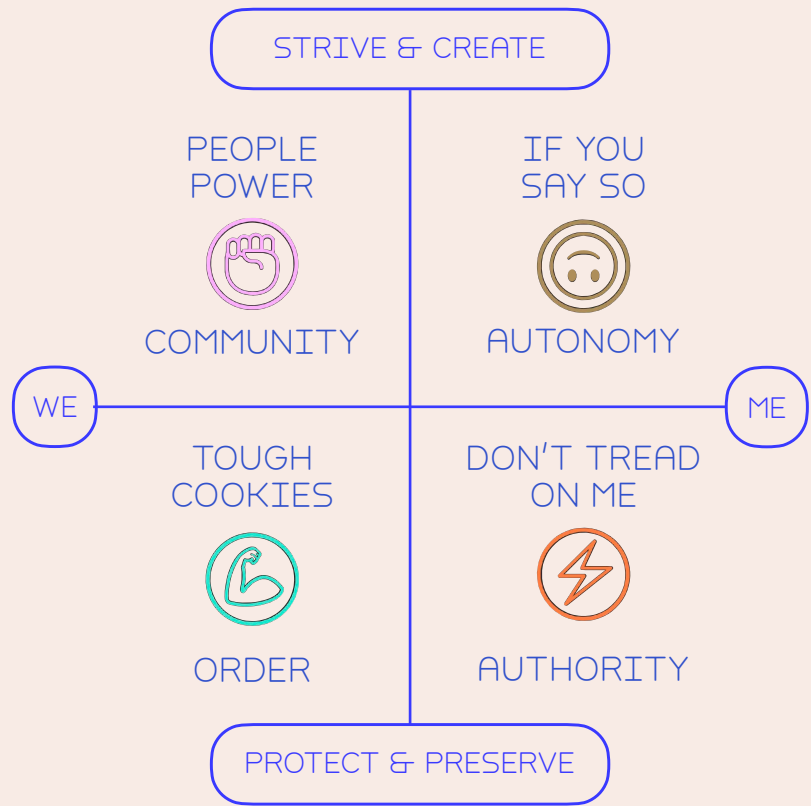 STRIVE & CREATE
PEOPLE
POWER
COMMUNITY
IF YOU
SAY SO
AUTONOMY
WE
ME
TOUGH
COOKIES
ORDER
DON'T TREAD
ON ME
AUTHORITY
PROTECT & PRESERVE